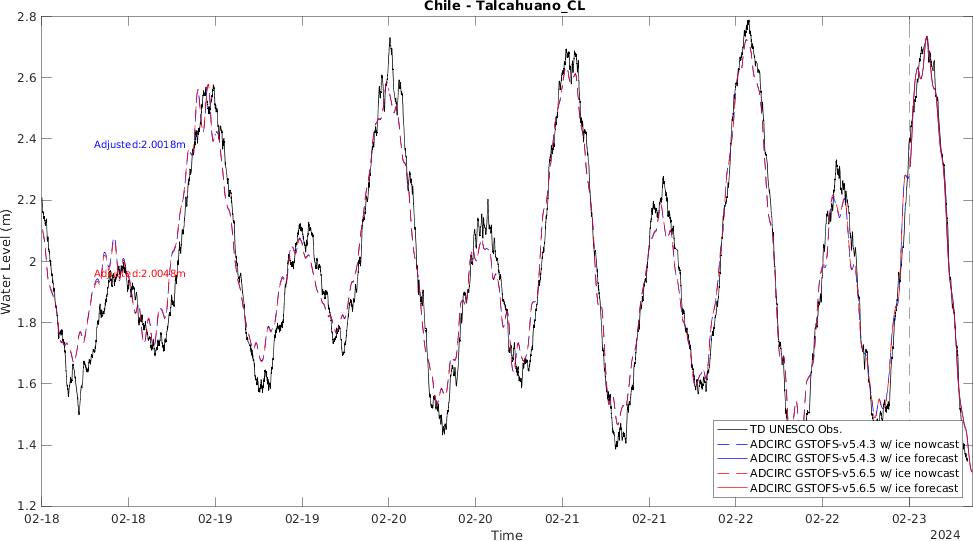 Chile - Talcahuano_CL
2.8
2.6
2.4
2.2
2
1.8
1.6
1.4
1.2
Water Level (m)
Adjusted:2.0018m
Adjusted:2.0048m
TD UNESCO Obs.
ADCIRC GSTOFS-v5.4.3 w/ ice nowcast
ADCIRC GSTOFS-v5.4.3 w/ ice forecast
ADCIRC GSTOFS-v5.6.5 w/ ice nowcast
ADCIRC GSTOFS-v5.6.5 w/ ice forecast
02-18 02-18 02-19 02-19 02-20 02-20 02-21 02-21 02-22 02-22 02-23
Time
2024